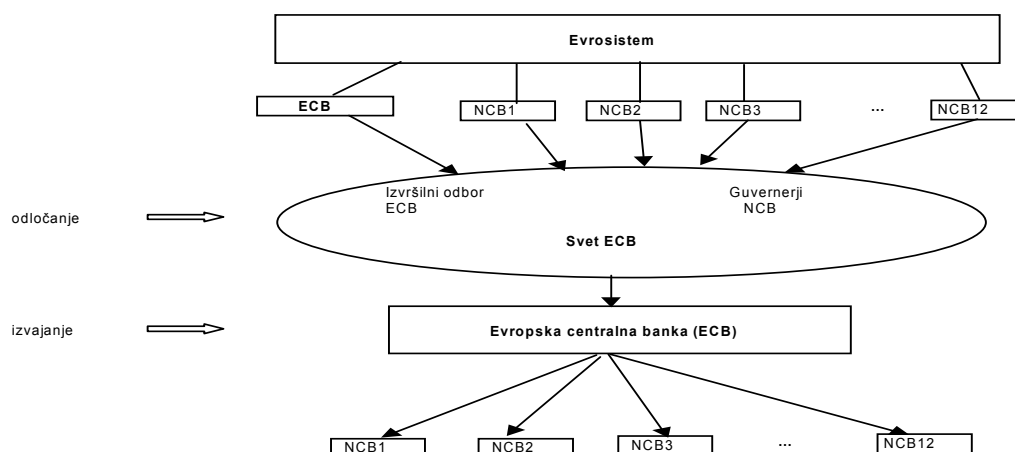 Evrosistem
ECB
NCB1
NCB2
NCB3
...
NCB12
Izvršilni odbor
ECB
Guvernerji
NCB
odločanje
Svet ECB
izvajanje
Evropska centralna banka (ECB)
NCB1
NCB2
NCB3
...
NCB12